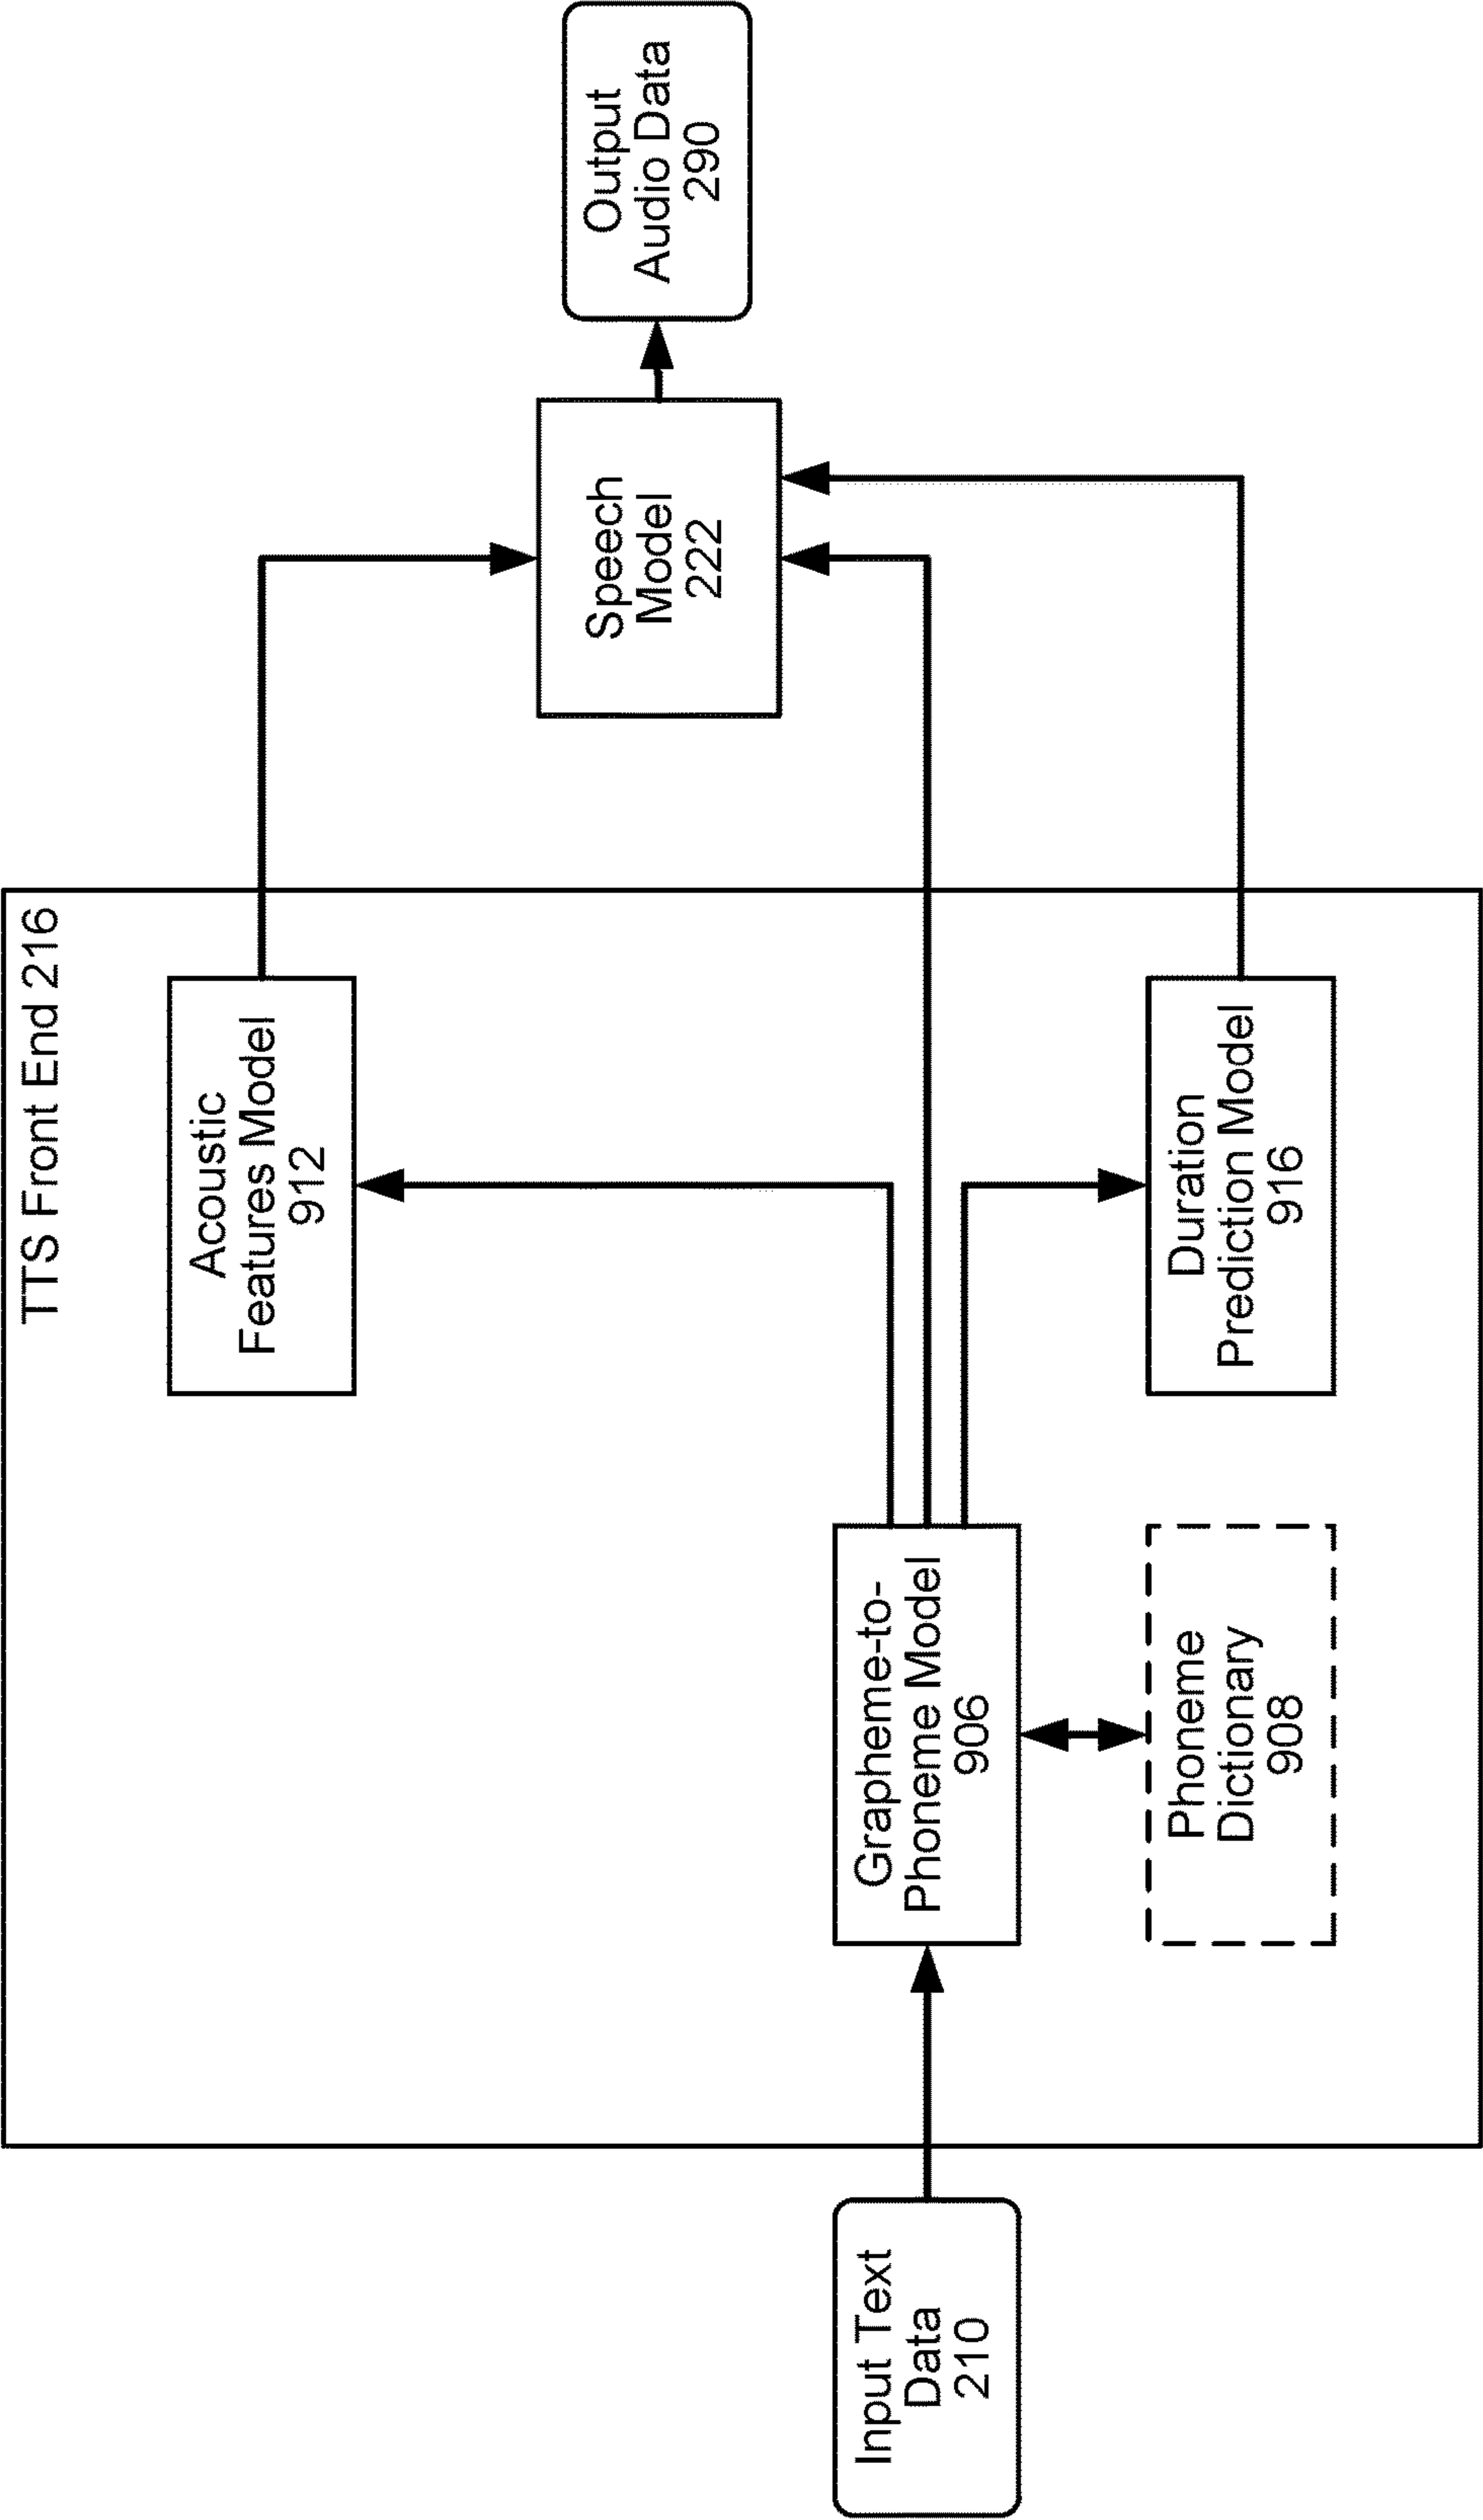 TTS Front End 216
Input Text
Data
210
Grapheme-to-
Phoneme Model
906
Phoneme
Dictionary
908
Acoustic
Features Model
912
Duration
Prediction Model
916
Speech
Model
222
Output
Audio Data
290